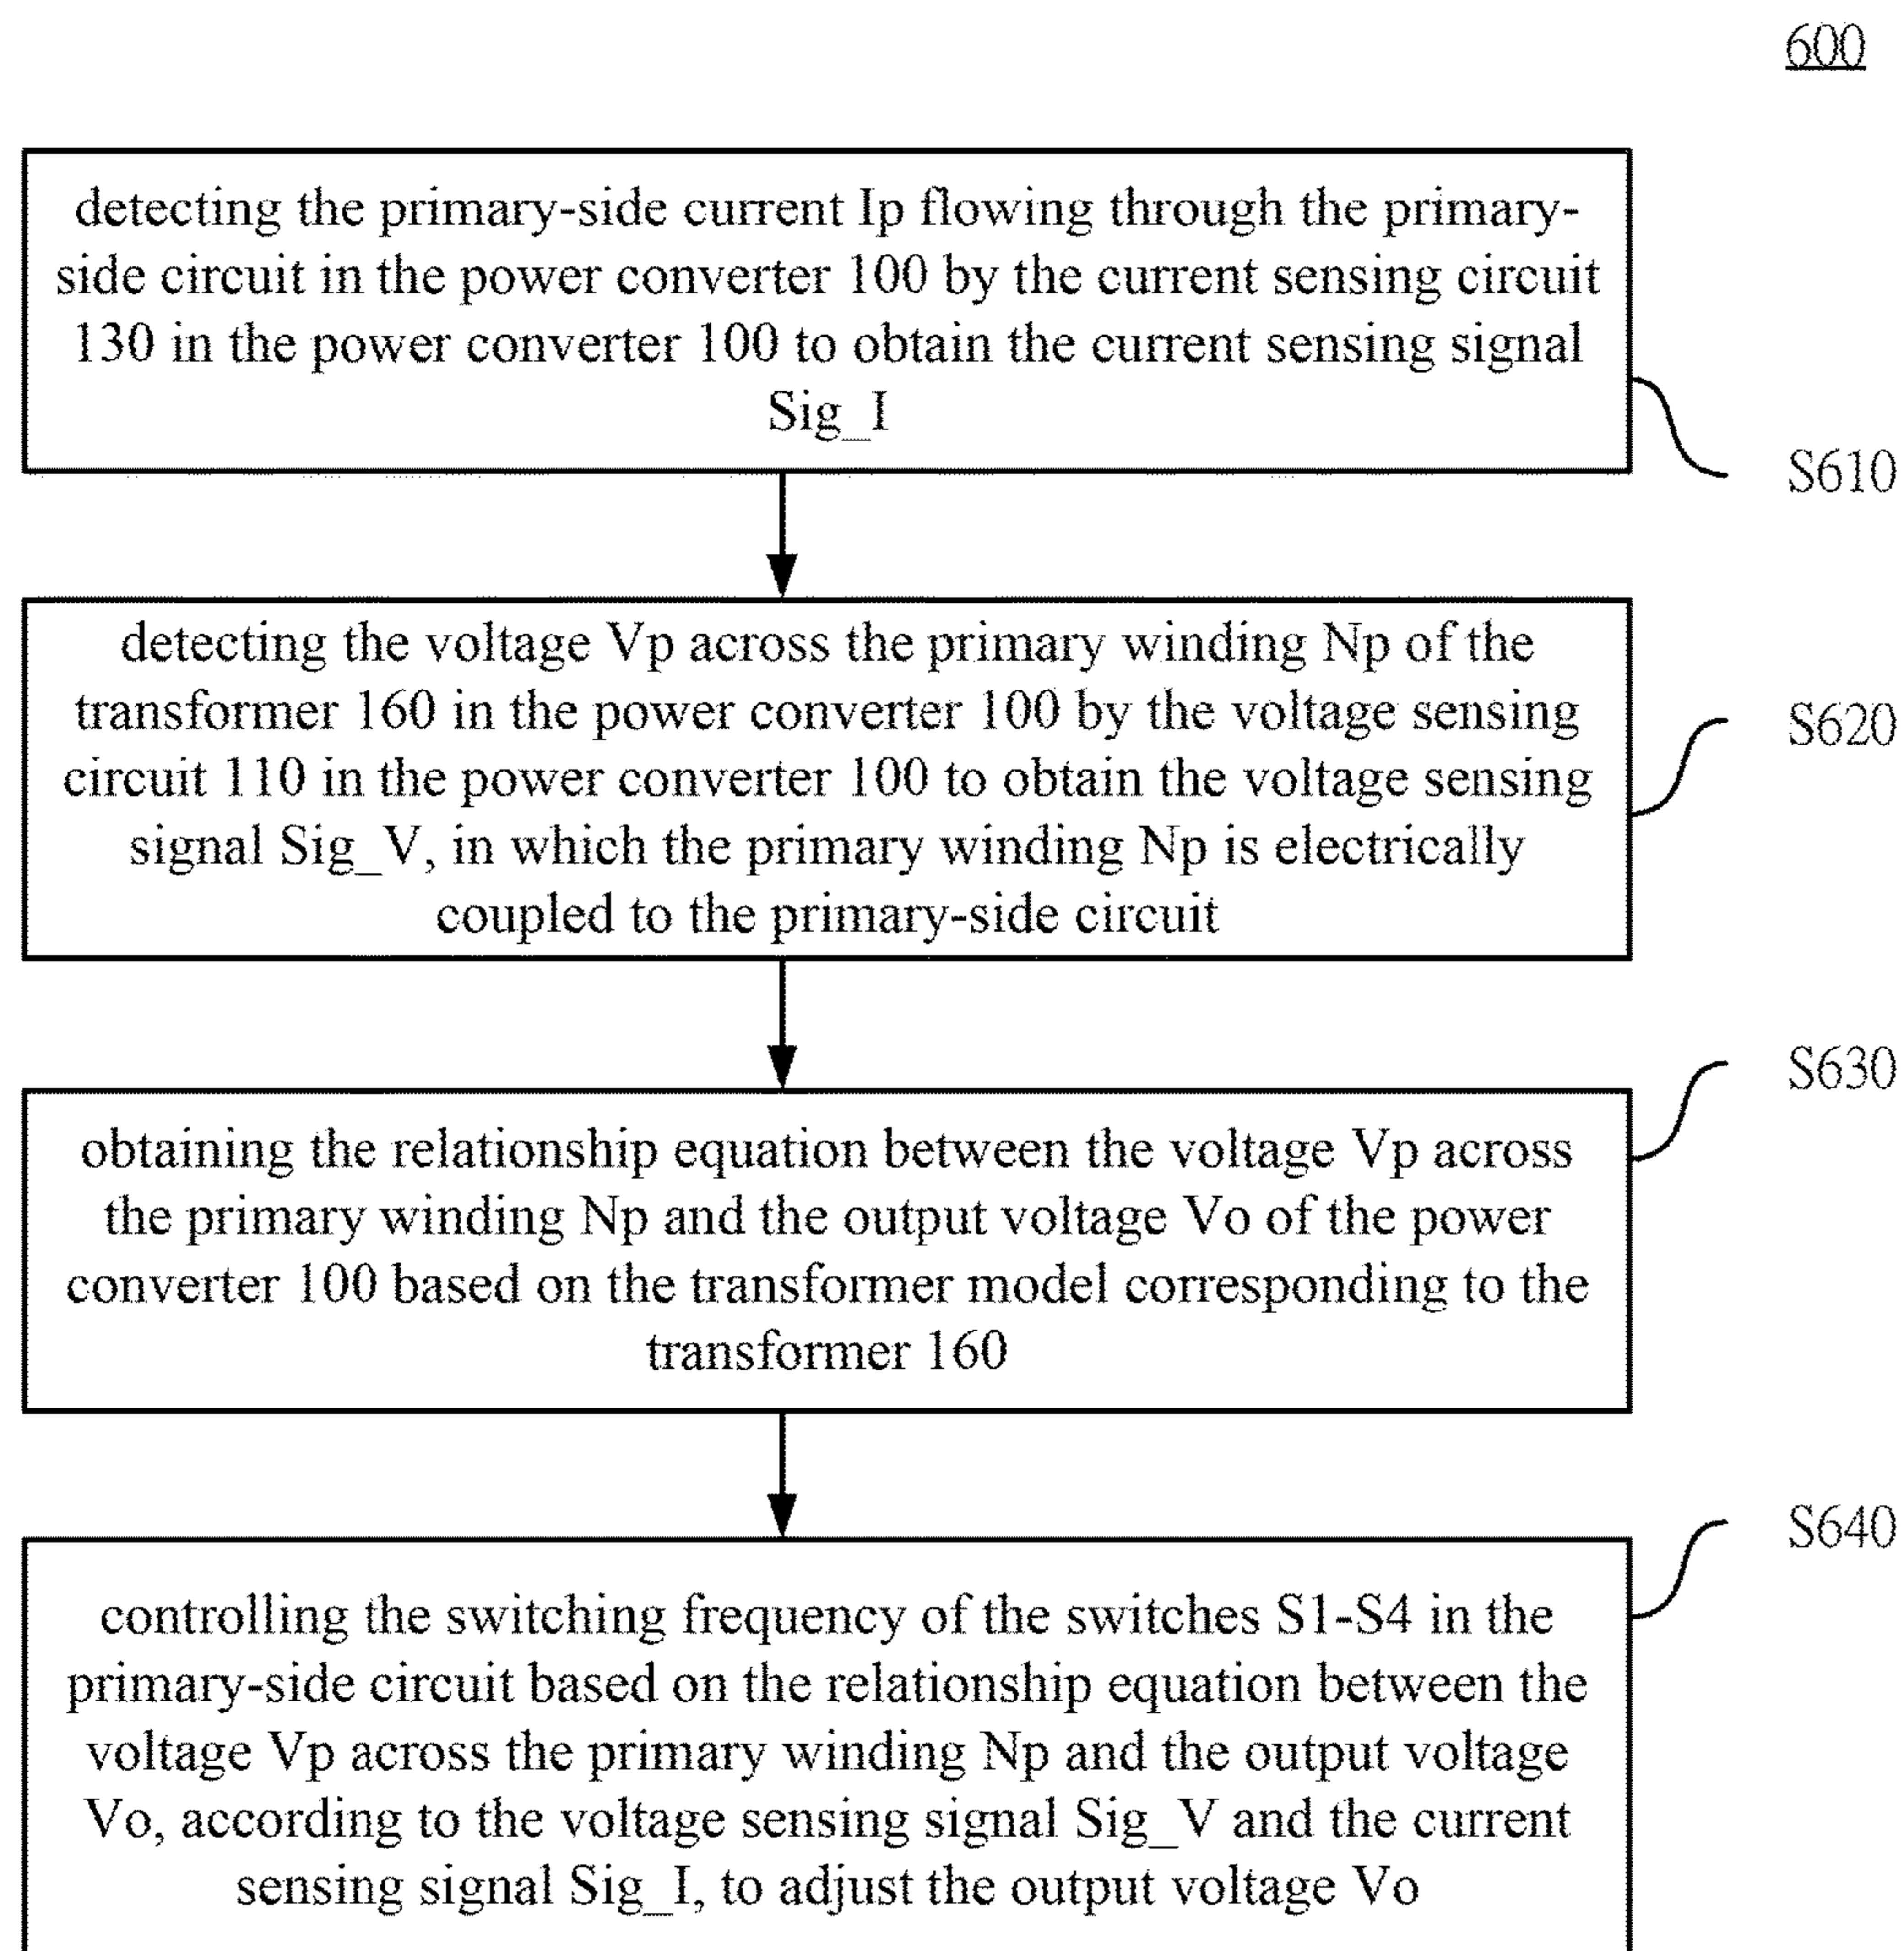 600
detecting the primary-side current Ip flowing through the primary-
side circuit in the power converter 100 by the current sensing circuit
130 in the power converter 100 to obtain the current sensing signal
Sig_I
S610
detecting the voltage Vp across the primary winding Np of the
transformer 160 in the power converter 100 by the voltage sensing
circuit 110 in the power converter 100 to obtain the voltage sensing
signal Sig_V, in which the primary winding Np is electrically
coupled to the primary-side circuit
S620
obtaining the relationship equation between the voltage Vp across
the primary winding Np and the output voltage Vo of the power
converter 100 based on the transformer model corresponding to the
transformer 160
S630
controlling the switching frequency of the switches S1-S4 in the
primary-side circuit based on the relationship equation between the
voltage Vp across the primary winding Np and the output voltage
Vo, according to the voltage sensing signal Sig_V and the current
sensing signal Sig_I, to adjust the output voltage Vo
S640